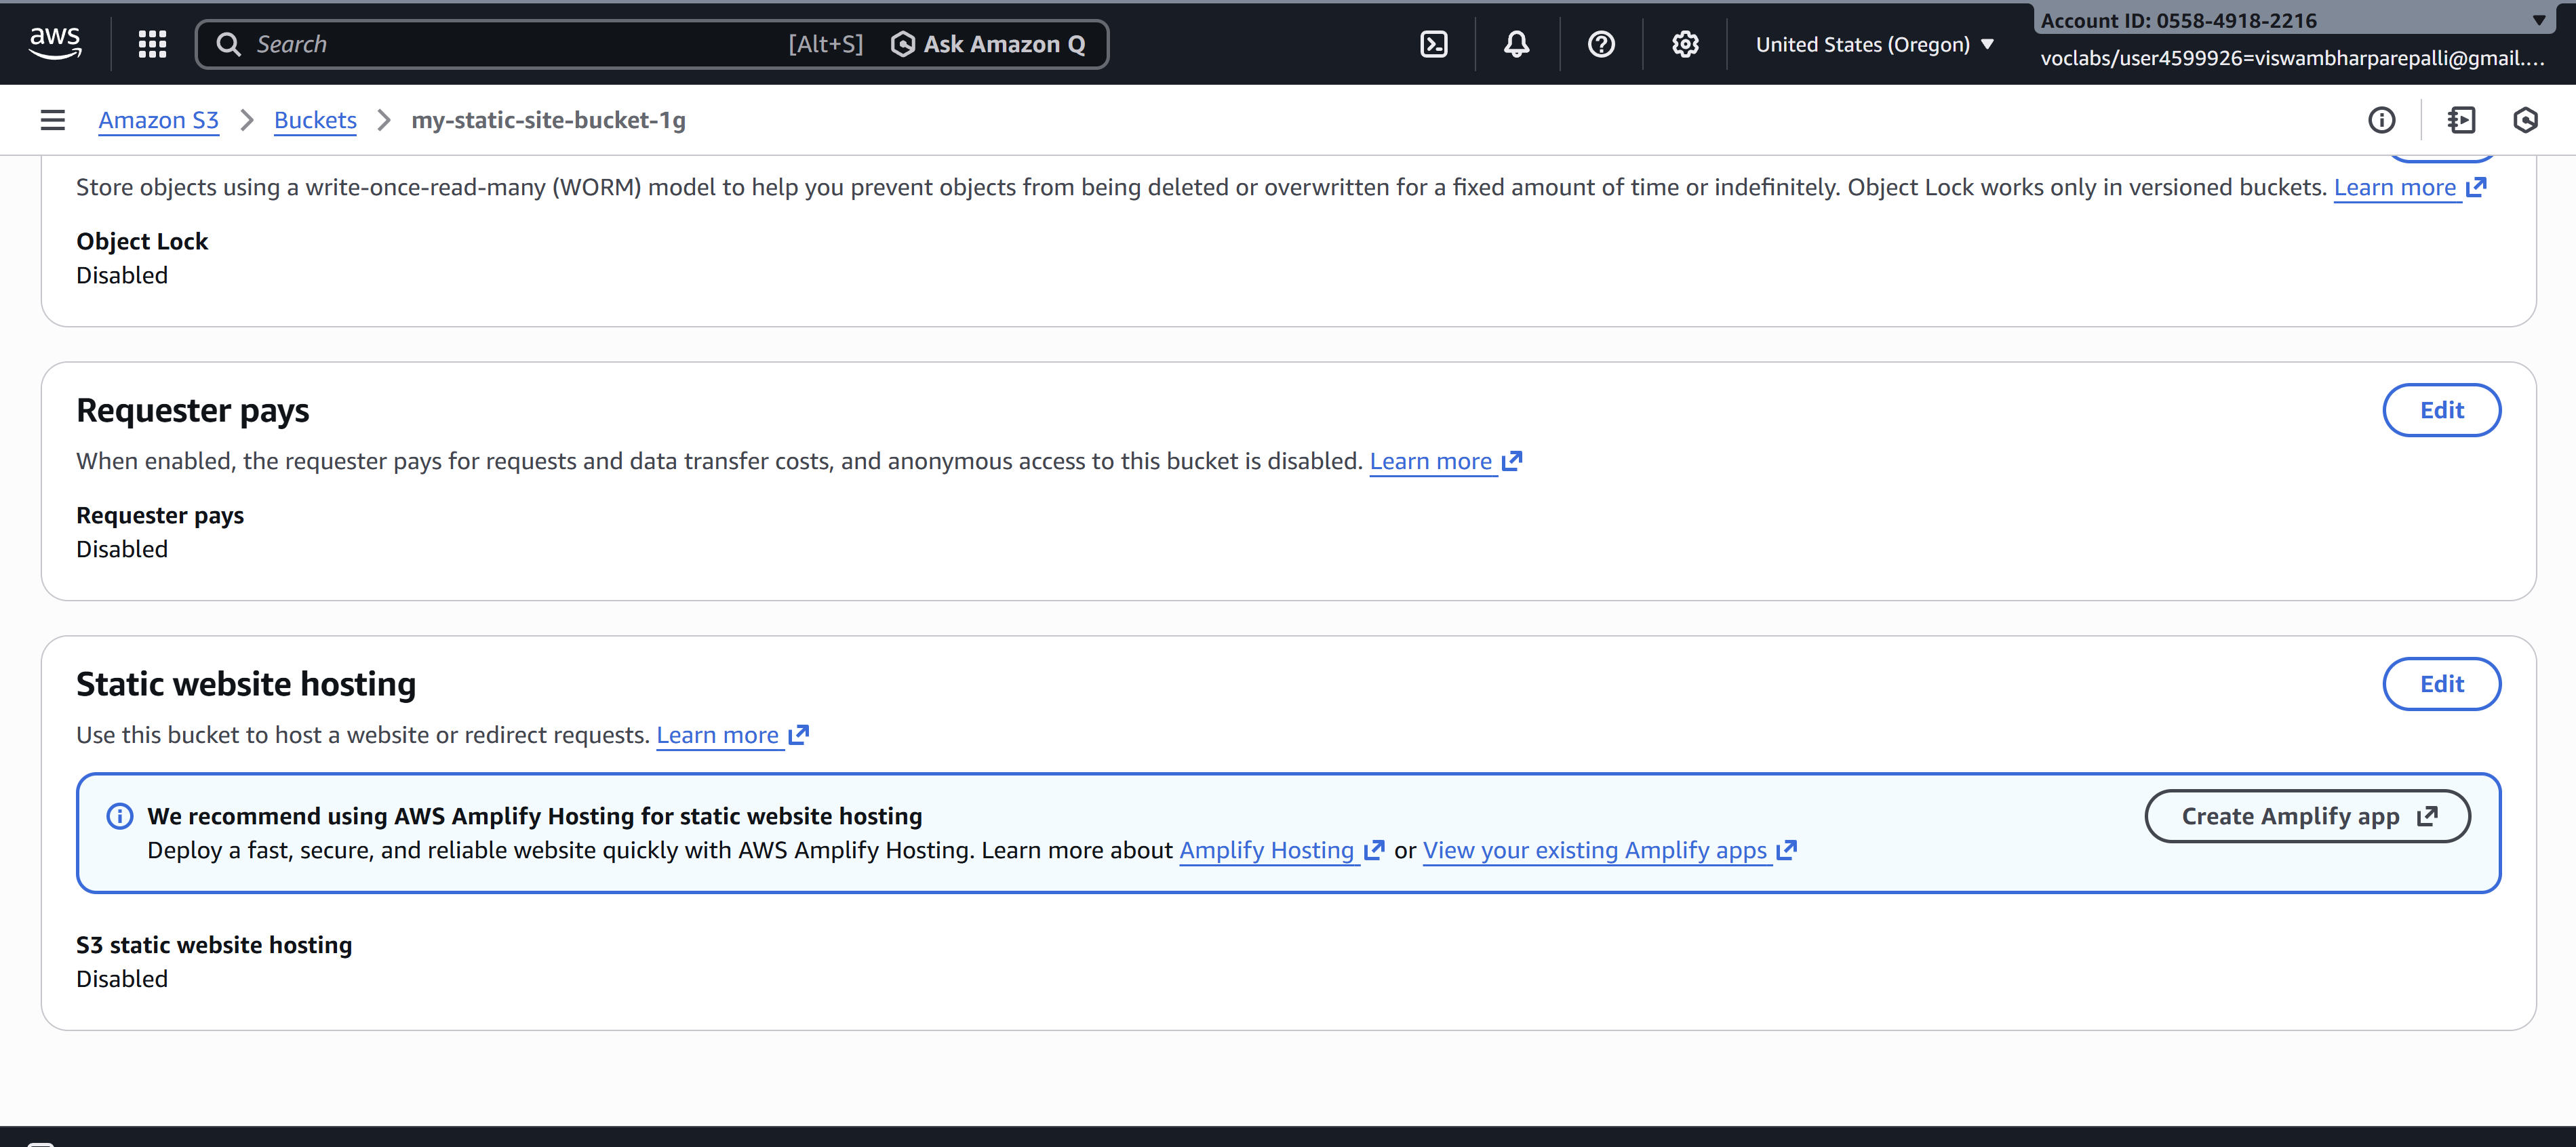 aws
Search [Alt+S] Ask Amazon Q
United States (Oregon)
Account ID: 0558-4918-2216
voclabs/user4599926=viswambharparepalli@gmail....
Amazon S3 > Buckets > my-static-site-bucket-1g
Store objects using a write-once-read-many (WORM) model to help you prevent objects from being deleted or overwritten for a fixed amount of time or indefinitely. Object Lock works only in versioned buckets. Learn more
Object Lock
Disabled
Requester pays
Edit
When enabled, the requester pays for requests and data transfer costs, and anonymous access to this bucket is disabled. Learn more
Requester pays
Disabled
Static website hosting
Edit
Use this bucket to host a website or redirect requests. Learn more
We recommend using AWS Amplify Hosting for static website hosting
Create Amplify app
Deploy a fast, secure, and reliable website quickly with AWS Amplify Hosting. Learn more about Amplify Hosting or View your existing Amplify apps
S3 static website hosting
Disabled